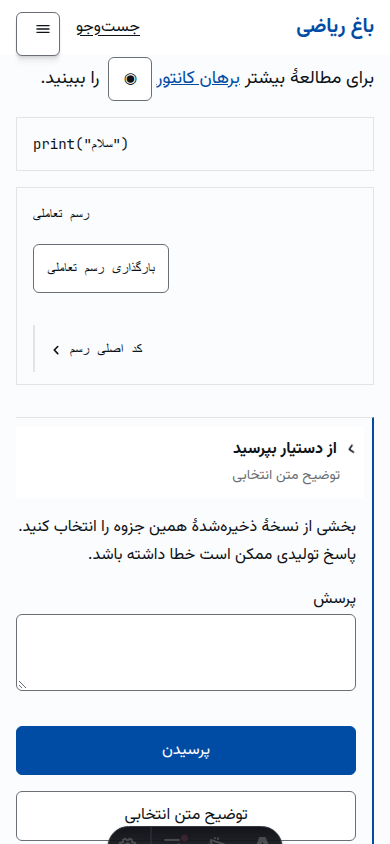 باغ ریاضی
جست‌وجو
برای مطالعهٔ بیشتر برهان کانتور را ببینید.
print("سلام")
رسم تعاملی
بارگذاری رسم تعاملی
کد اصلی رسم
از دستیار بپرسید
توضیح متن انتخابی
بخشی از نسخهٔ ذخیره‌شدهٔ همین جزوه را انتخاب کنید.
پاسخ تولیدی ممکن است خطا داشته باشد.
پرسش
پرسیدن
توضیح متن انتخابی